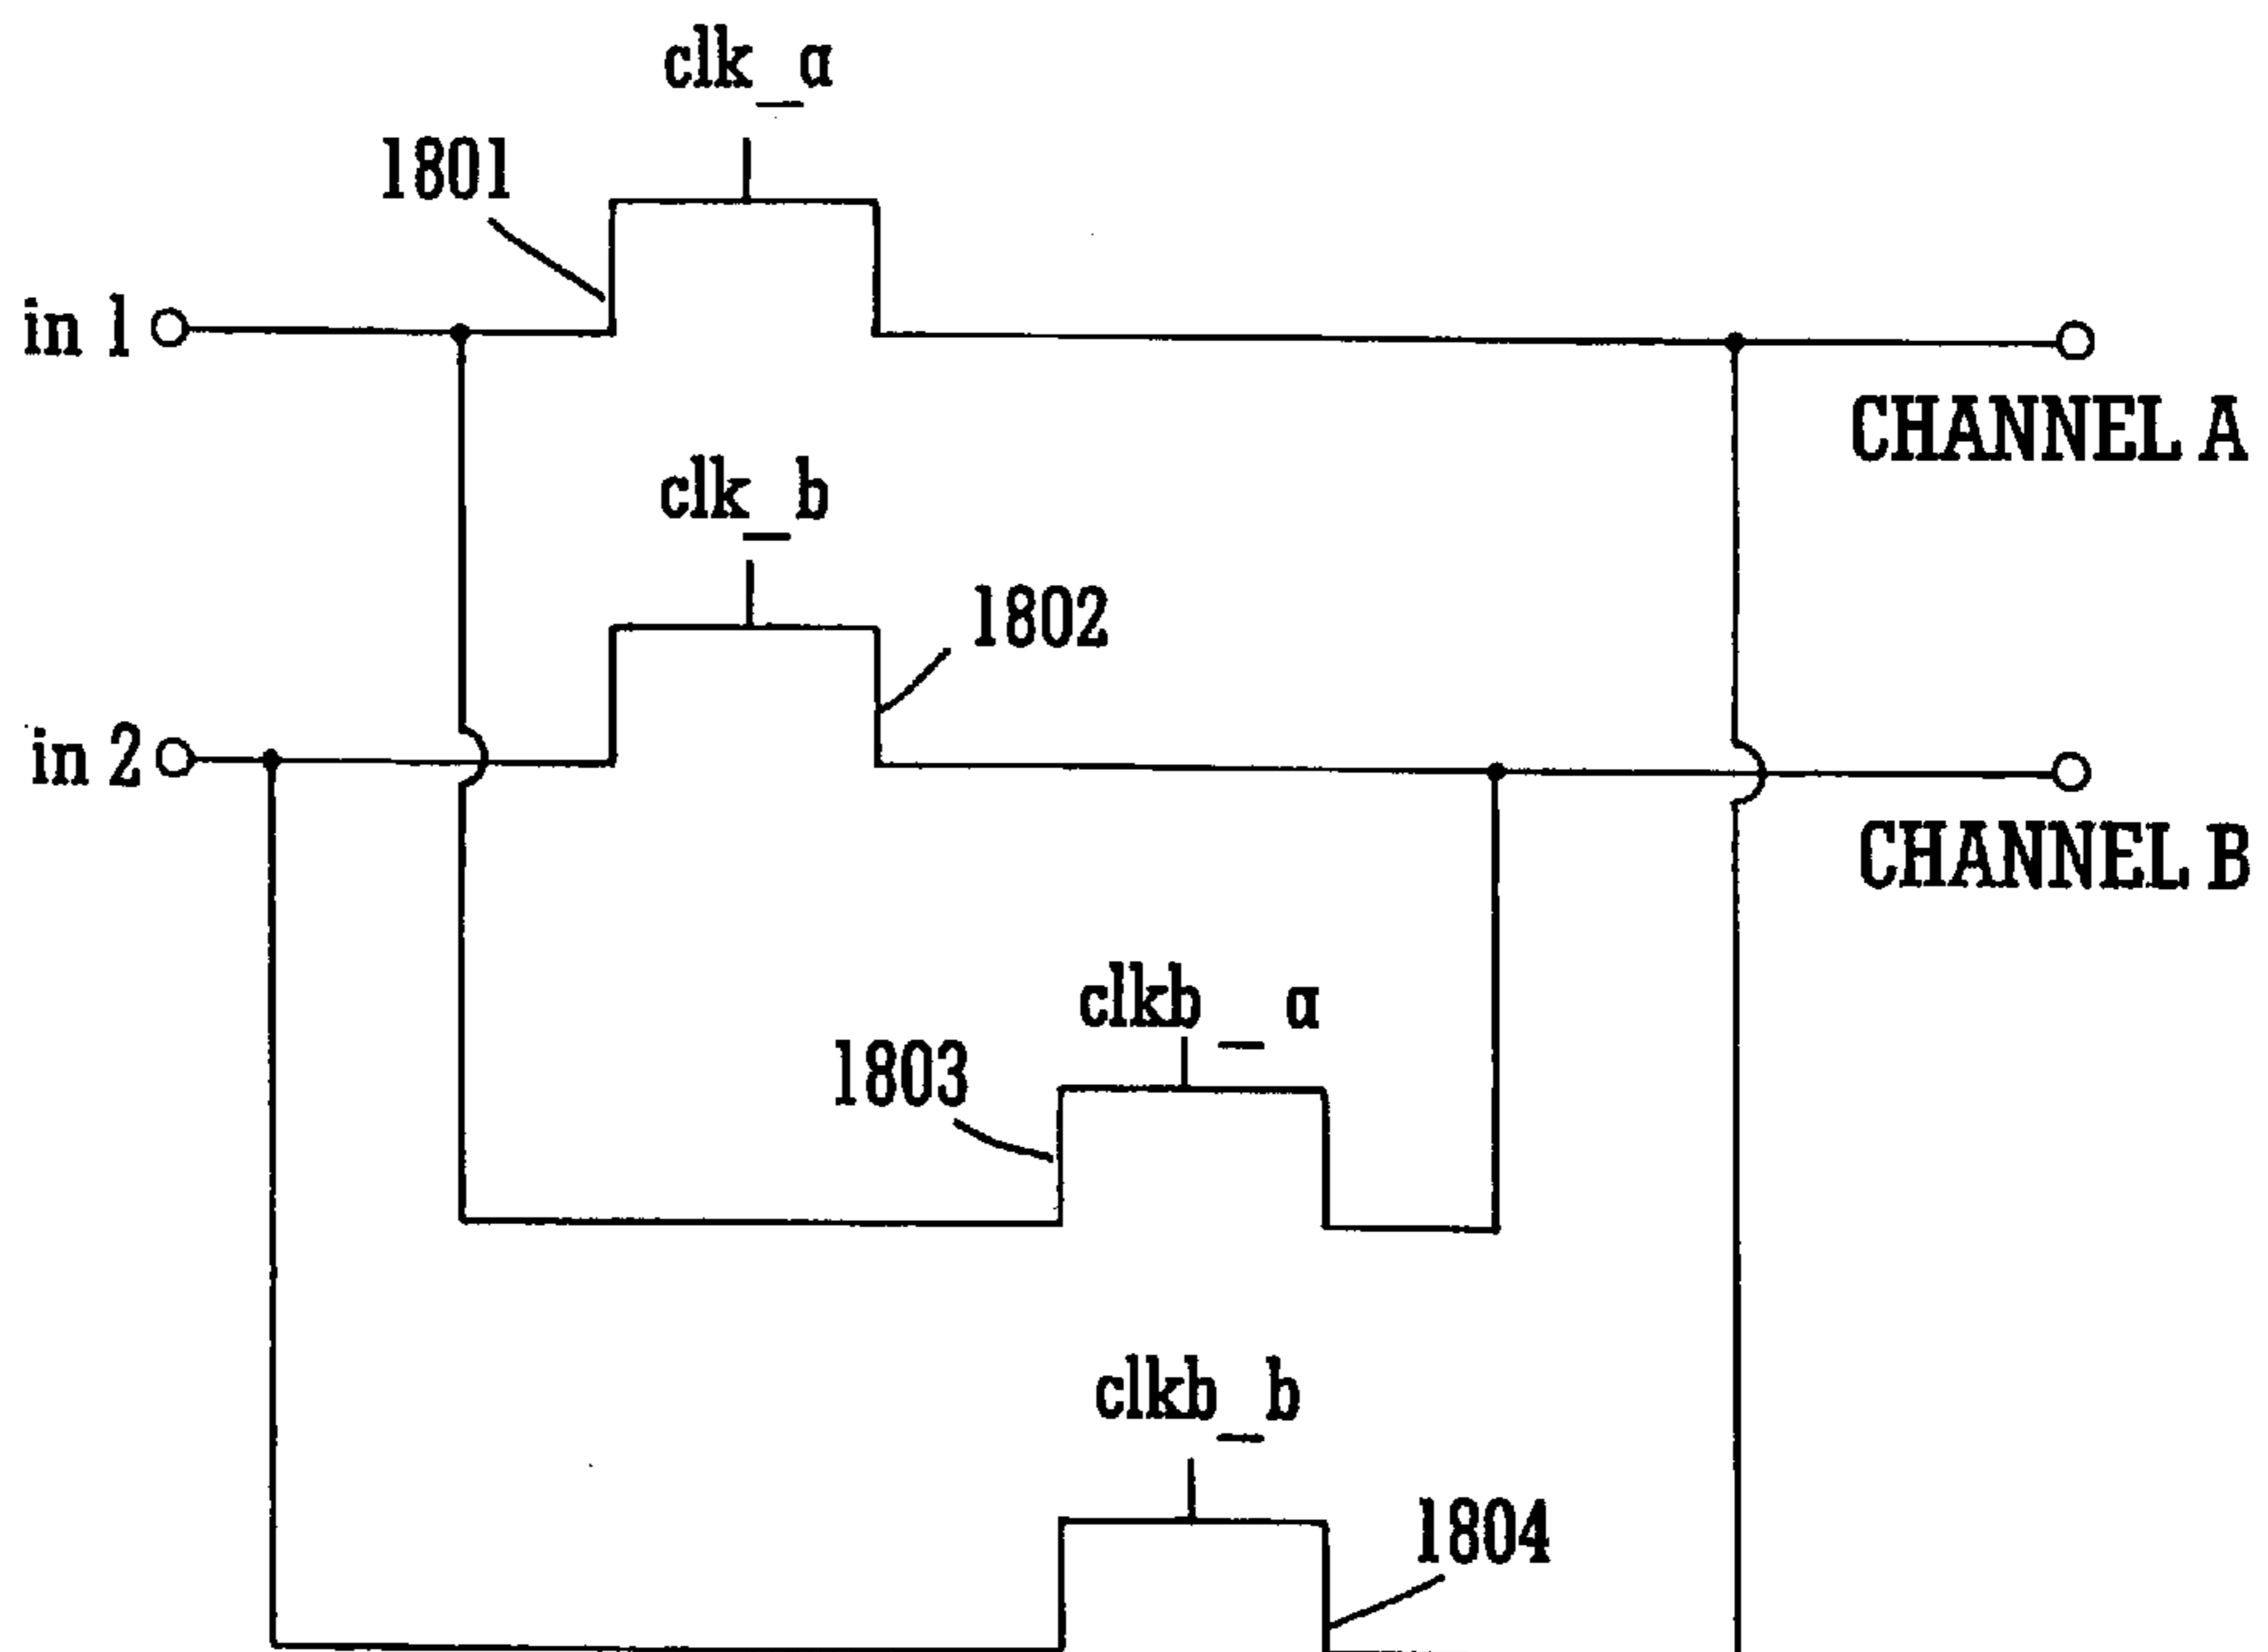 clk_a
1801
in 1
CHANNEL A
clk_b
1802
in 2
CHANNEL B
clkb_a
1803
clkb_b
1804